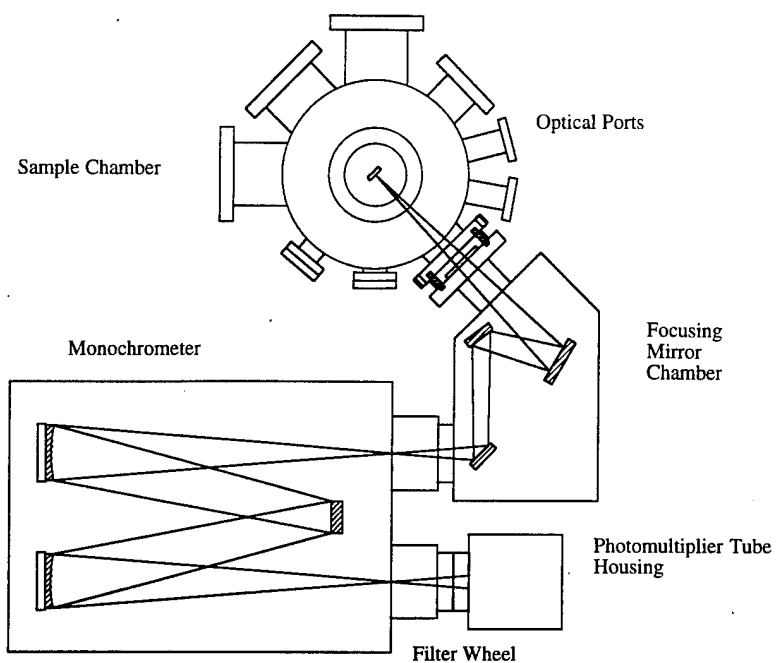 Optical Ports
Sample Chamber
Focusing
Mirror
Chamber
Monochrometer
Photomultiplier Tube
Housing
Filter Wheel